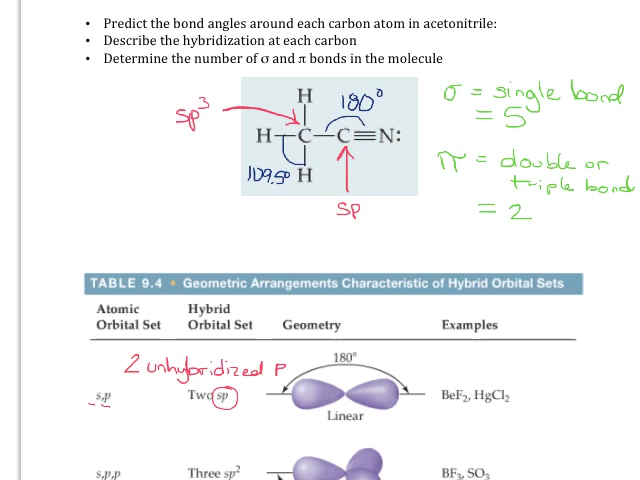 • Predict the bond angles around each carbon atom in acetonitrile:
• Describe the hybridization at each carbon
• Determine the number of σ and π bonds in the molecule
H 180° σ = single bond
sp³ = 5
H C C≡N:
π = double or
triple bond
109.5° H
sp = 2
TABLE 9.4 • Geometric Arrangements Characteristic of Hybrid Orbital Sets
Atomic Hybrid
Orbital Set Orbital Set Geometry Examples
2 unhybridized P 180°
s,p Two sp BeF₂, HgCl₂
Linear
s,p,p Three sp² BF₃, SO₃